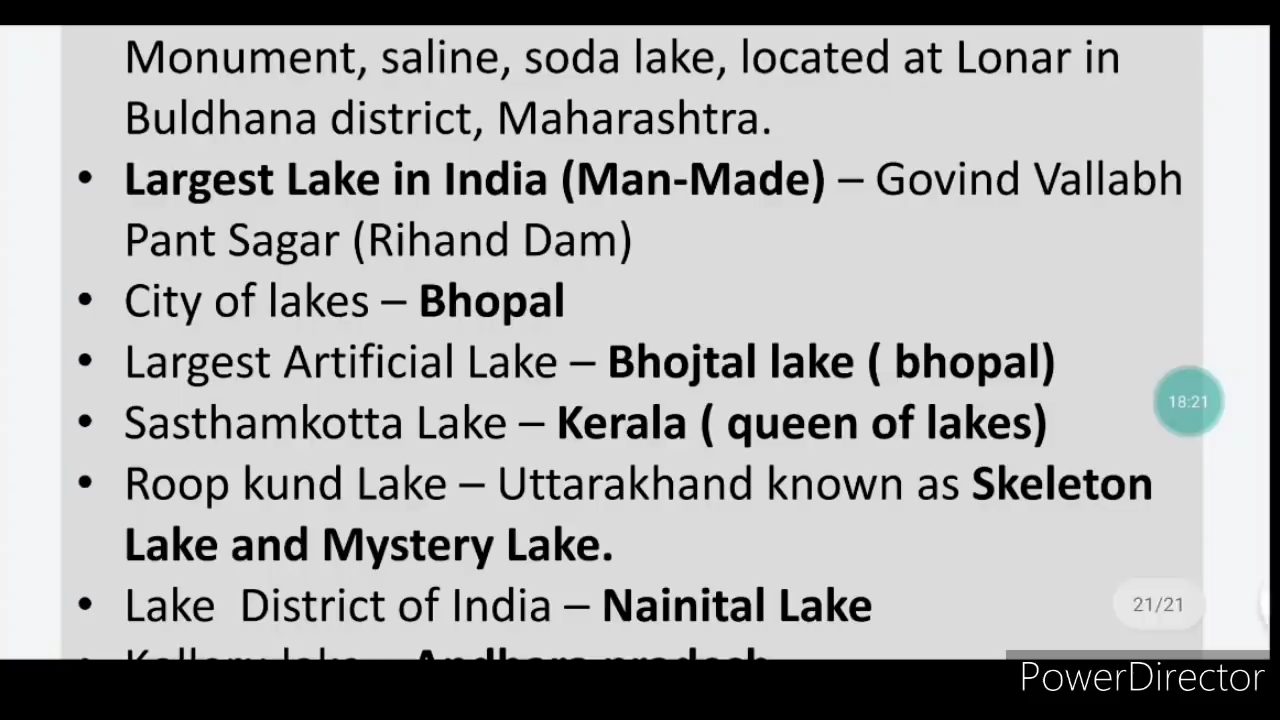 Monument, saline, soda lake, located at Lonar in
Buldhana district, Maharashtra.
• Largest Lake in India (Man-Made) – Govind Vallabh
Pant Sagar (Rihand Dam)
• City of lakes – Bhopal
• Largest Artificial Lake – Bhojtal lake ( bhopal)
• Sasthamkotta Lake – Kerala ( queen of lakes)
18:21
• Roop kund Lake – Uttarakhand known as Skeleton
Lake and Mystery Lake.
• Lake  District of India – Nainital Lake
21/21
PowerDirector